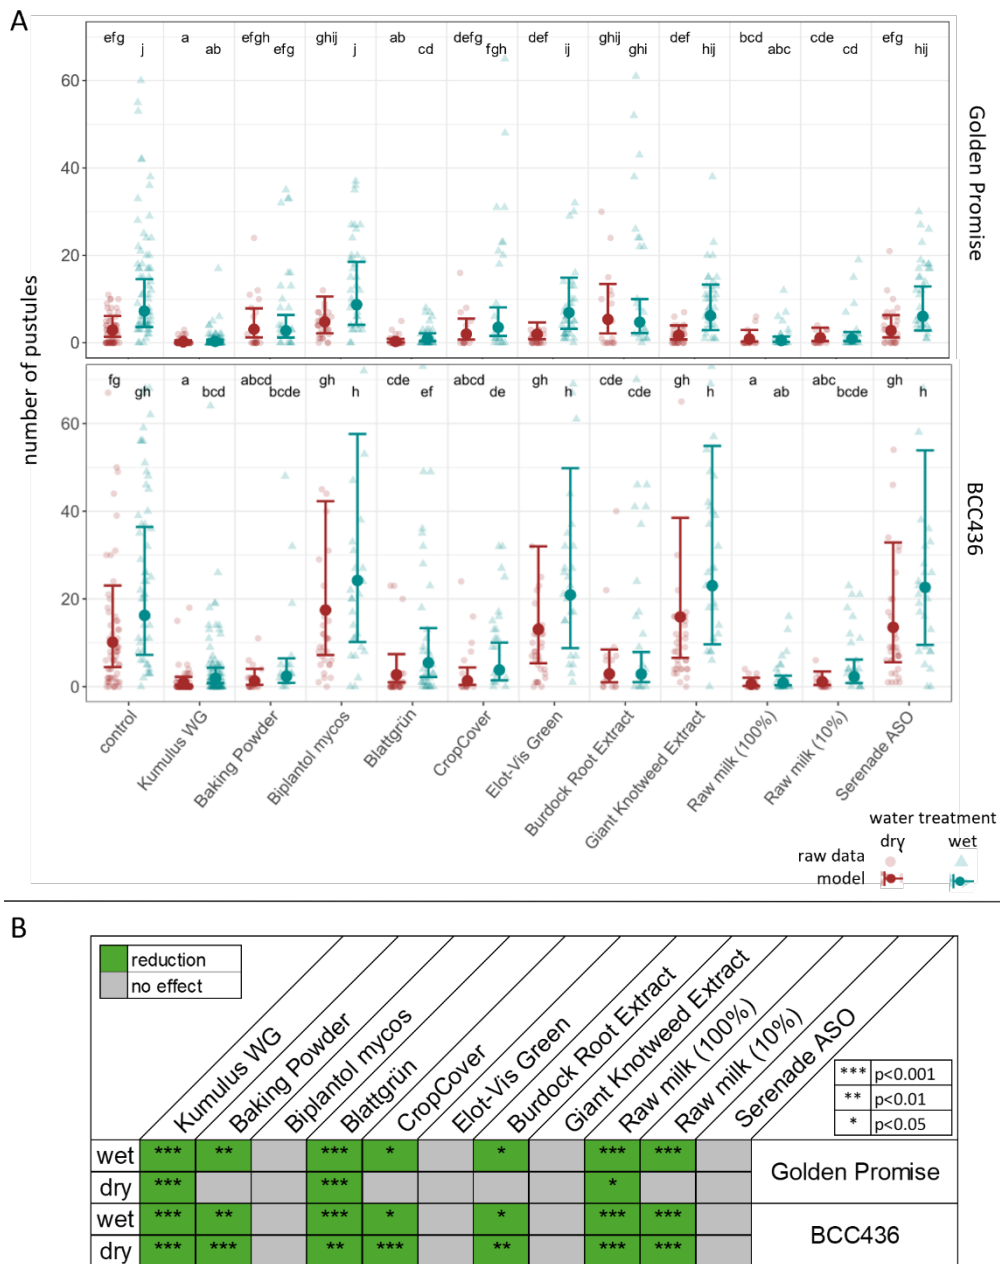 A
efg j a ab efgh efg ghij j ab cd defg fgh def ij ghij ghi def hij bcd abc cde cd efg hij
60
40
20
0
Golden Promise
number of pustules
fg gh a bcd abcd bcde gh h cde ef abcd de gh h cde cde gh h a ab abc bcde gh h
60
40
20
0
BCC436
control
Kumulus WG
Baking Powder
Biplantol mycos
Blattgrün
CropCover
Elot-Vis Green
Burdock Root Extract
Giant Knotweed Extract
Raw milk (100%)
Raw milk (10%)
Serenade ASO
water treatment
dry wet
raw data
model
B
reduction
no effect
Kumulus WG
Baking Powder
Biplantol mycos
Blattgrün
CropCover
Elot-Vis Green
Burdock Root Extract
Giant Knotweed Extract
Raw milk (100%)
Raw milk (10%)
Serenade ASO
*** p<0.001
** p<0.01
* p<0.05
wet *** ** *** * * *** ***
Golden Promise
dry *** *** *
wet *** ** *** * * *** ***
BCC436
dry *** *** ** *** ** *** ***